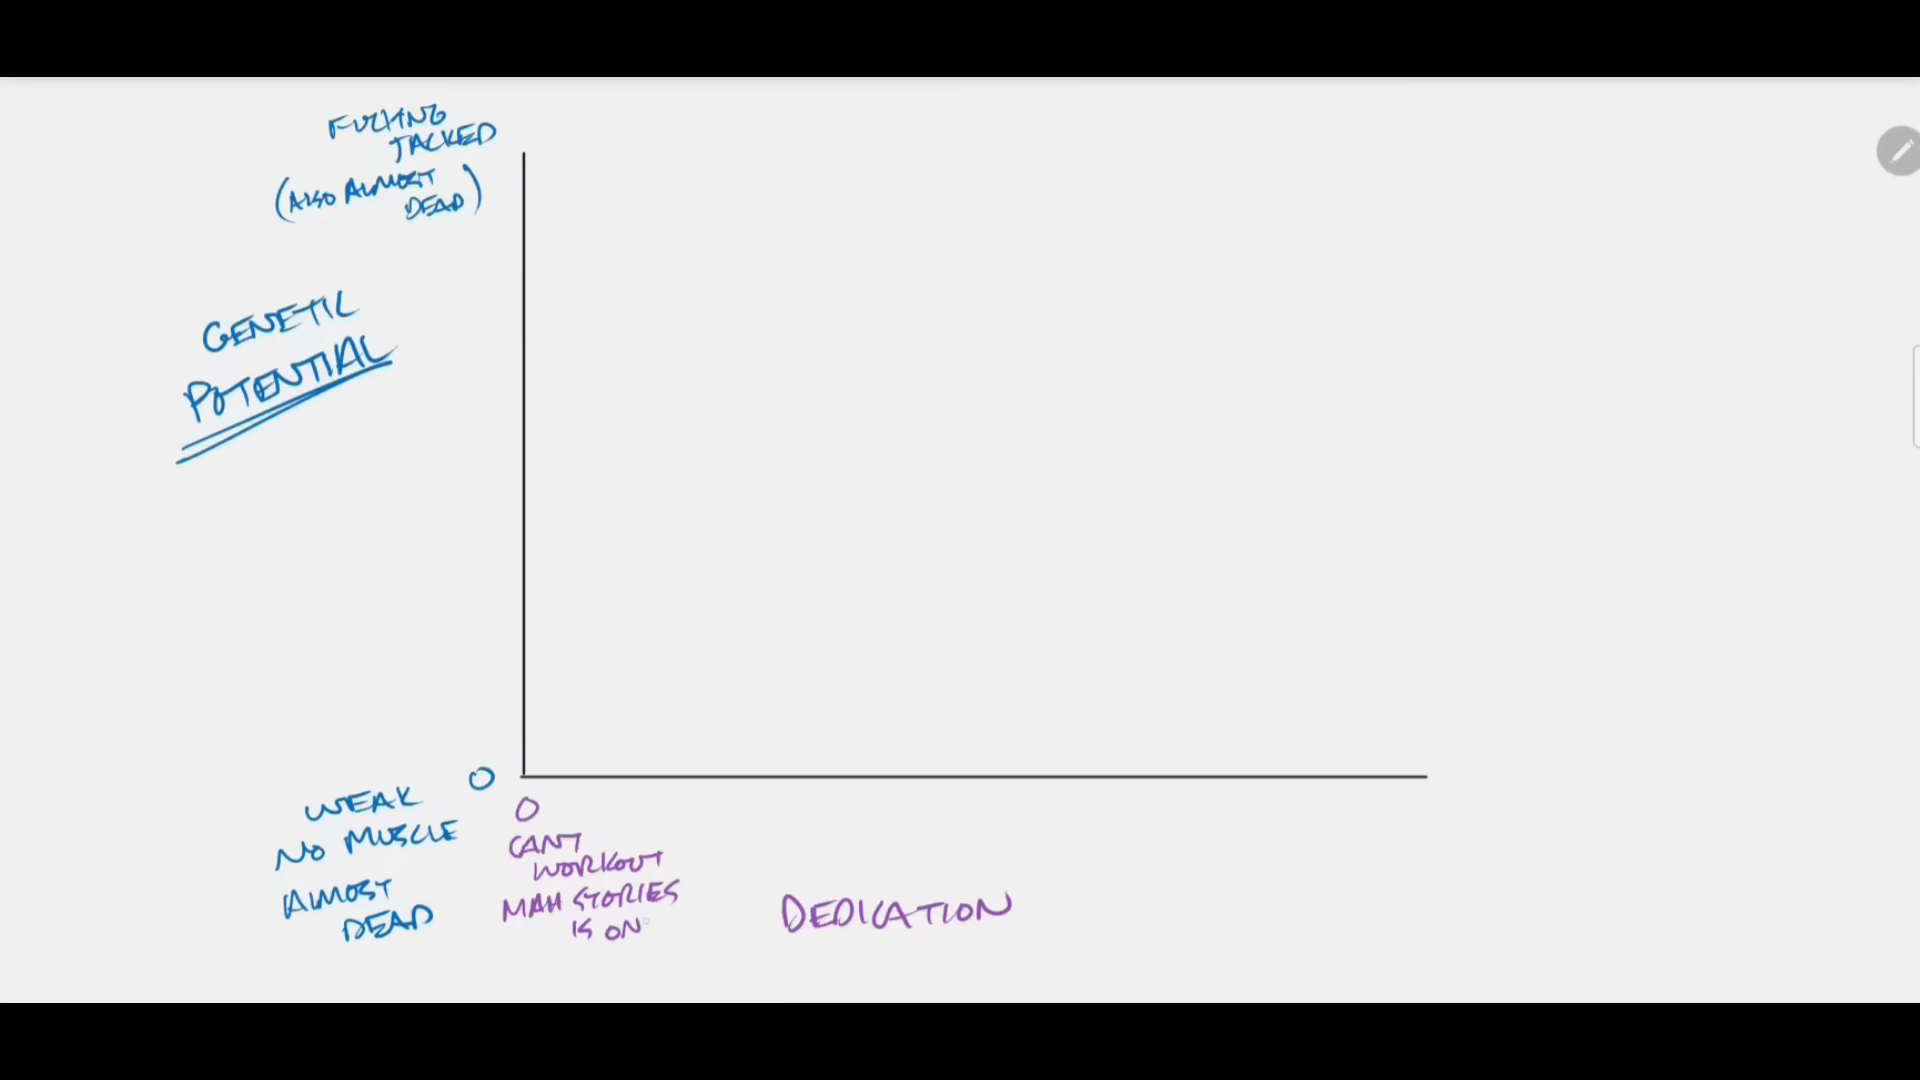 FUCKING
JACKED
(ALSO ALMOST
DEAD)
GENETIC
POTENTIAL
O
WEAK
NO MUSCLE
ALMOST
DEAD
O
CANT
WORKOUT
MAH STORIES
IS ON
DEDICATION